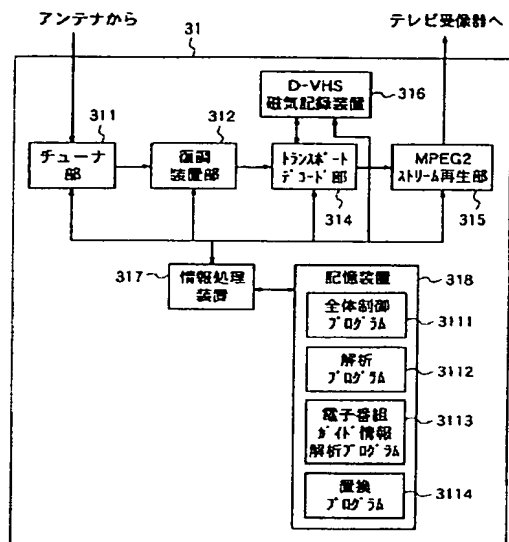 アンテナから
テレビ受像器へ
31
D-VHS
磁気記録装置
316
311
312
チューナ
部
復調
装置部
トランスポート
デコード部
314
MPEG2
ストリーム再生部
315
317
情報処理
装置
記憶装置
318
全体制御
プログラム
3111
解析
プログラム
3112
電子番組
ガイド情報
解析プログラム
3113
置換
プログラム
3114